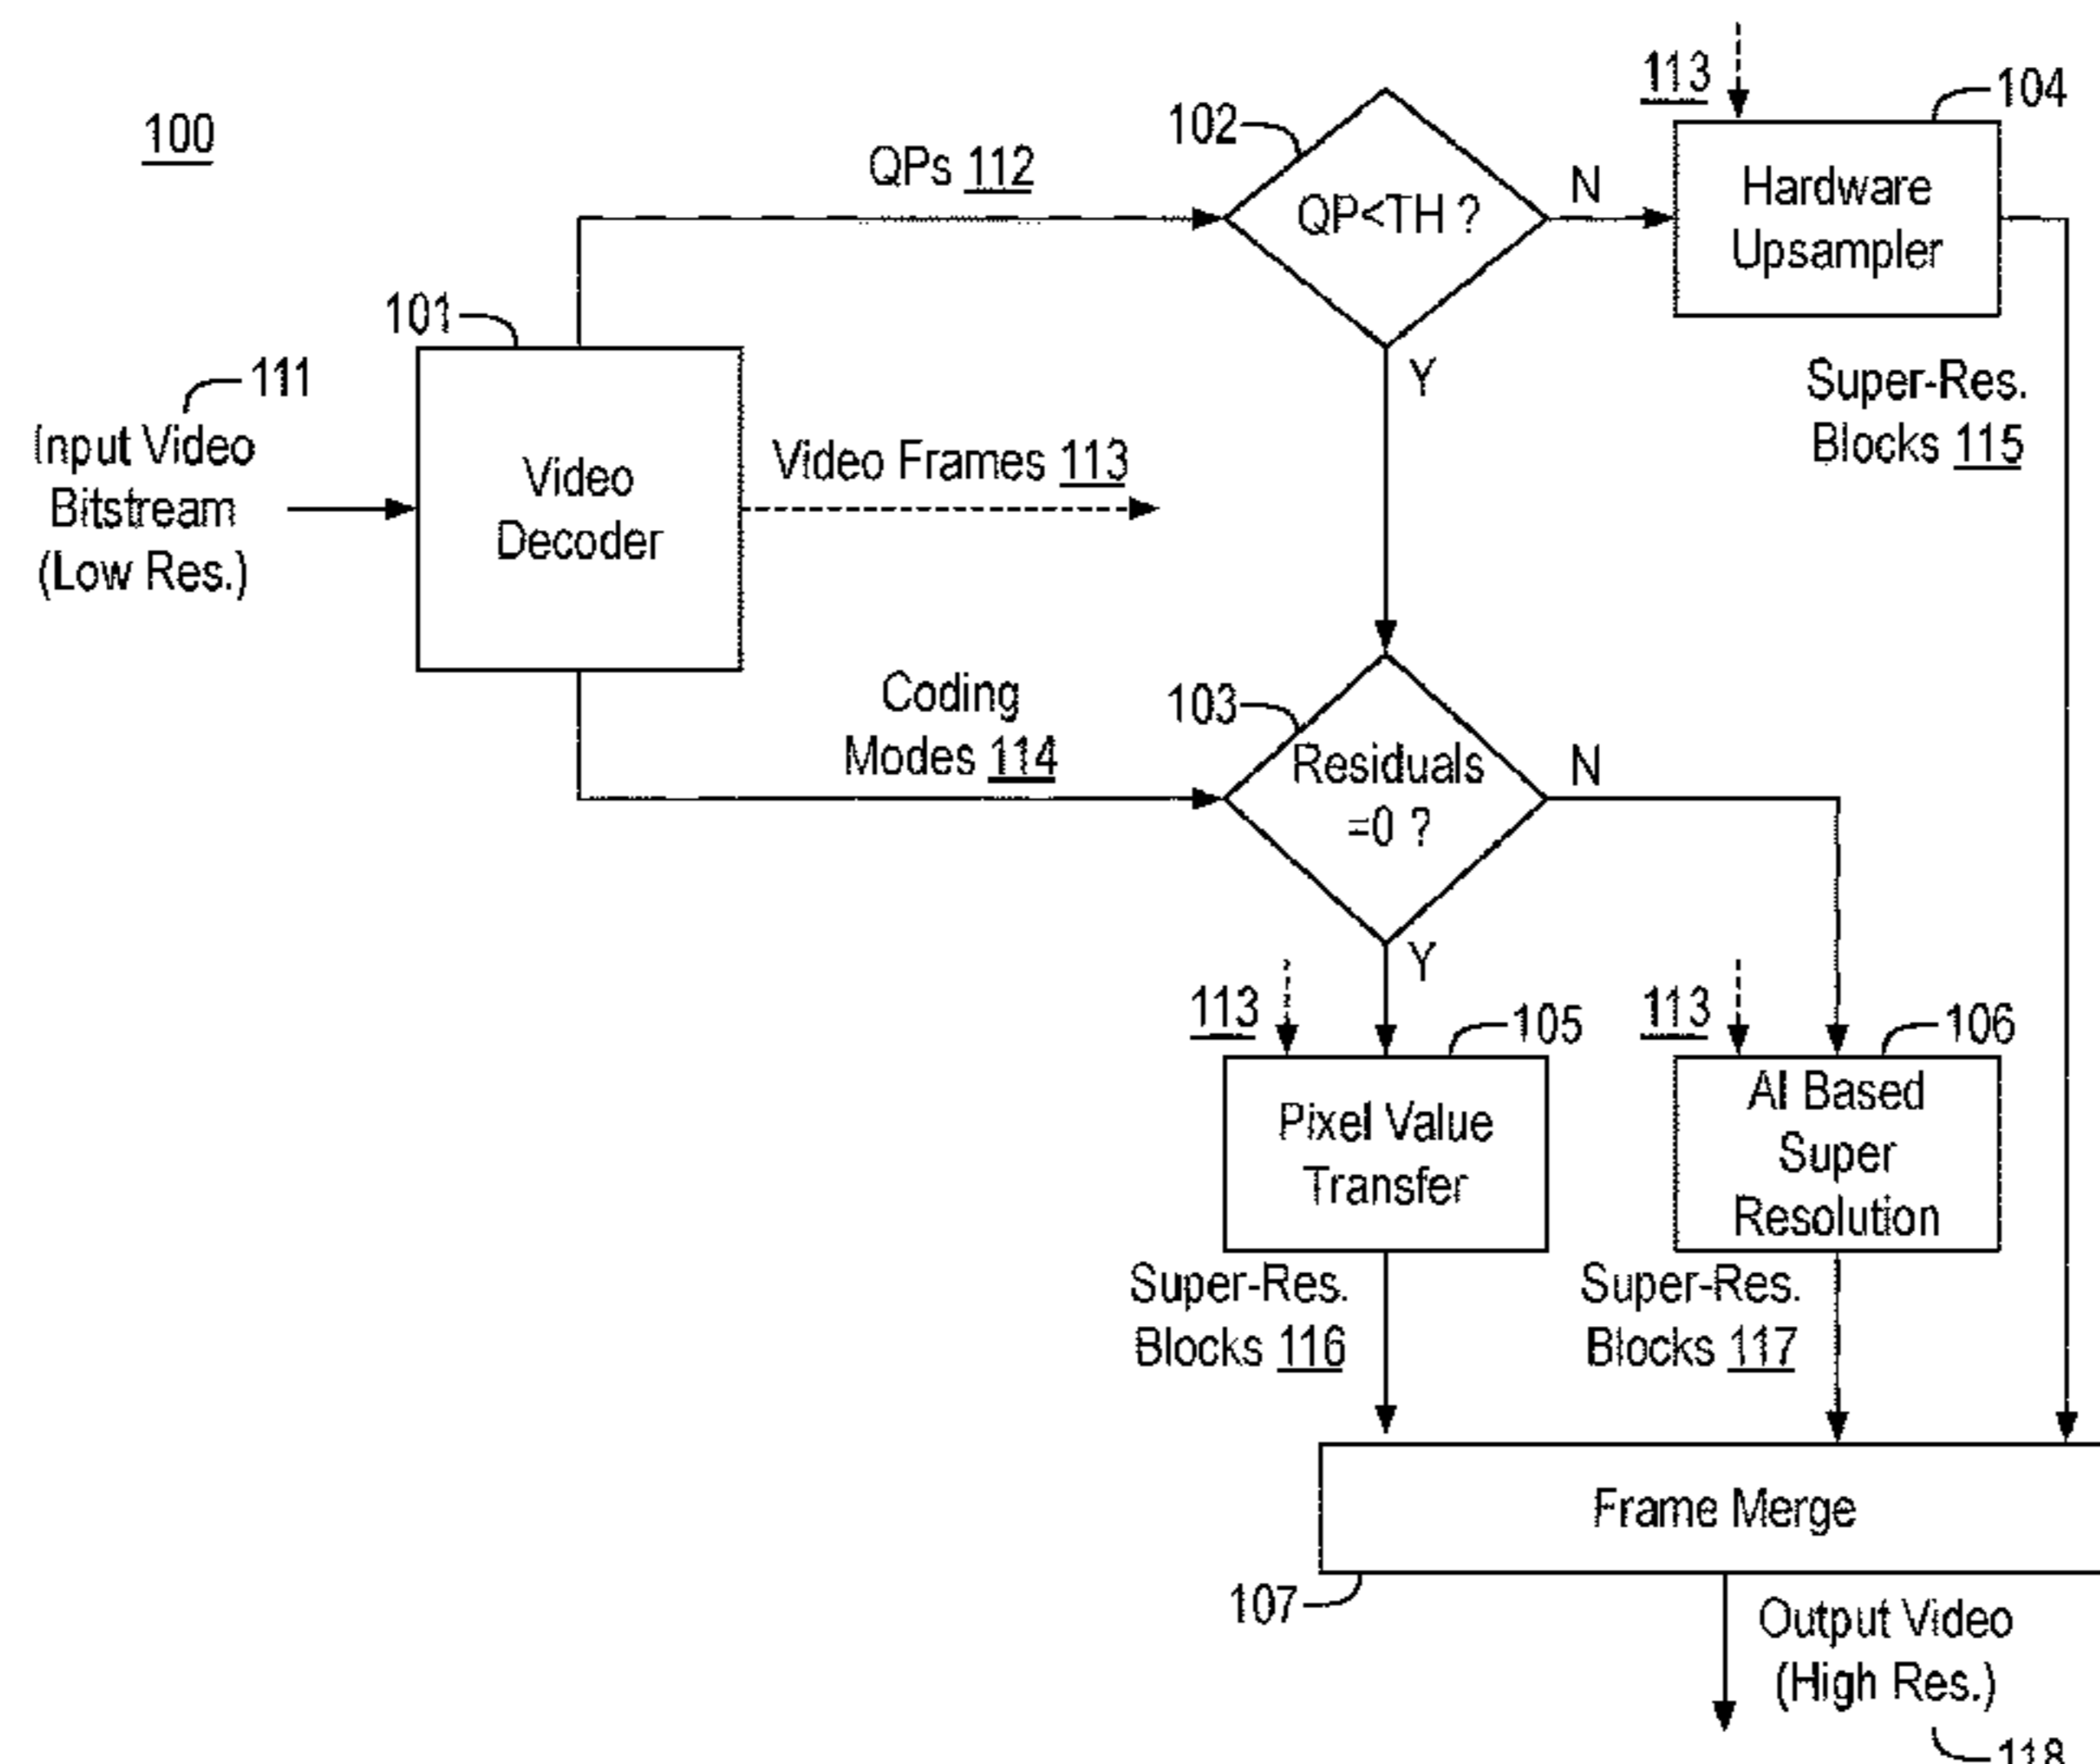 100
QPs 112
102
QP<TH ?
N
113
104
Hardware
Upsampler
101
111
Input Video
Bitstream
(Low Res.)
Video
Decoder
Video Frames 113
Y
Super-Res.
Blocks 115
Coding
Modes 114
103
Residuals
=0 ?
N
Y
113
105
113
106
Pixel Value
Transfer
AI Based
Super
Resolution
Super-Res.
Blocks 116
Super-Res.
Blocks 117
Frame Merge
107
Output Video
(High Res.)
118